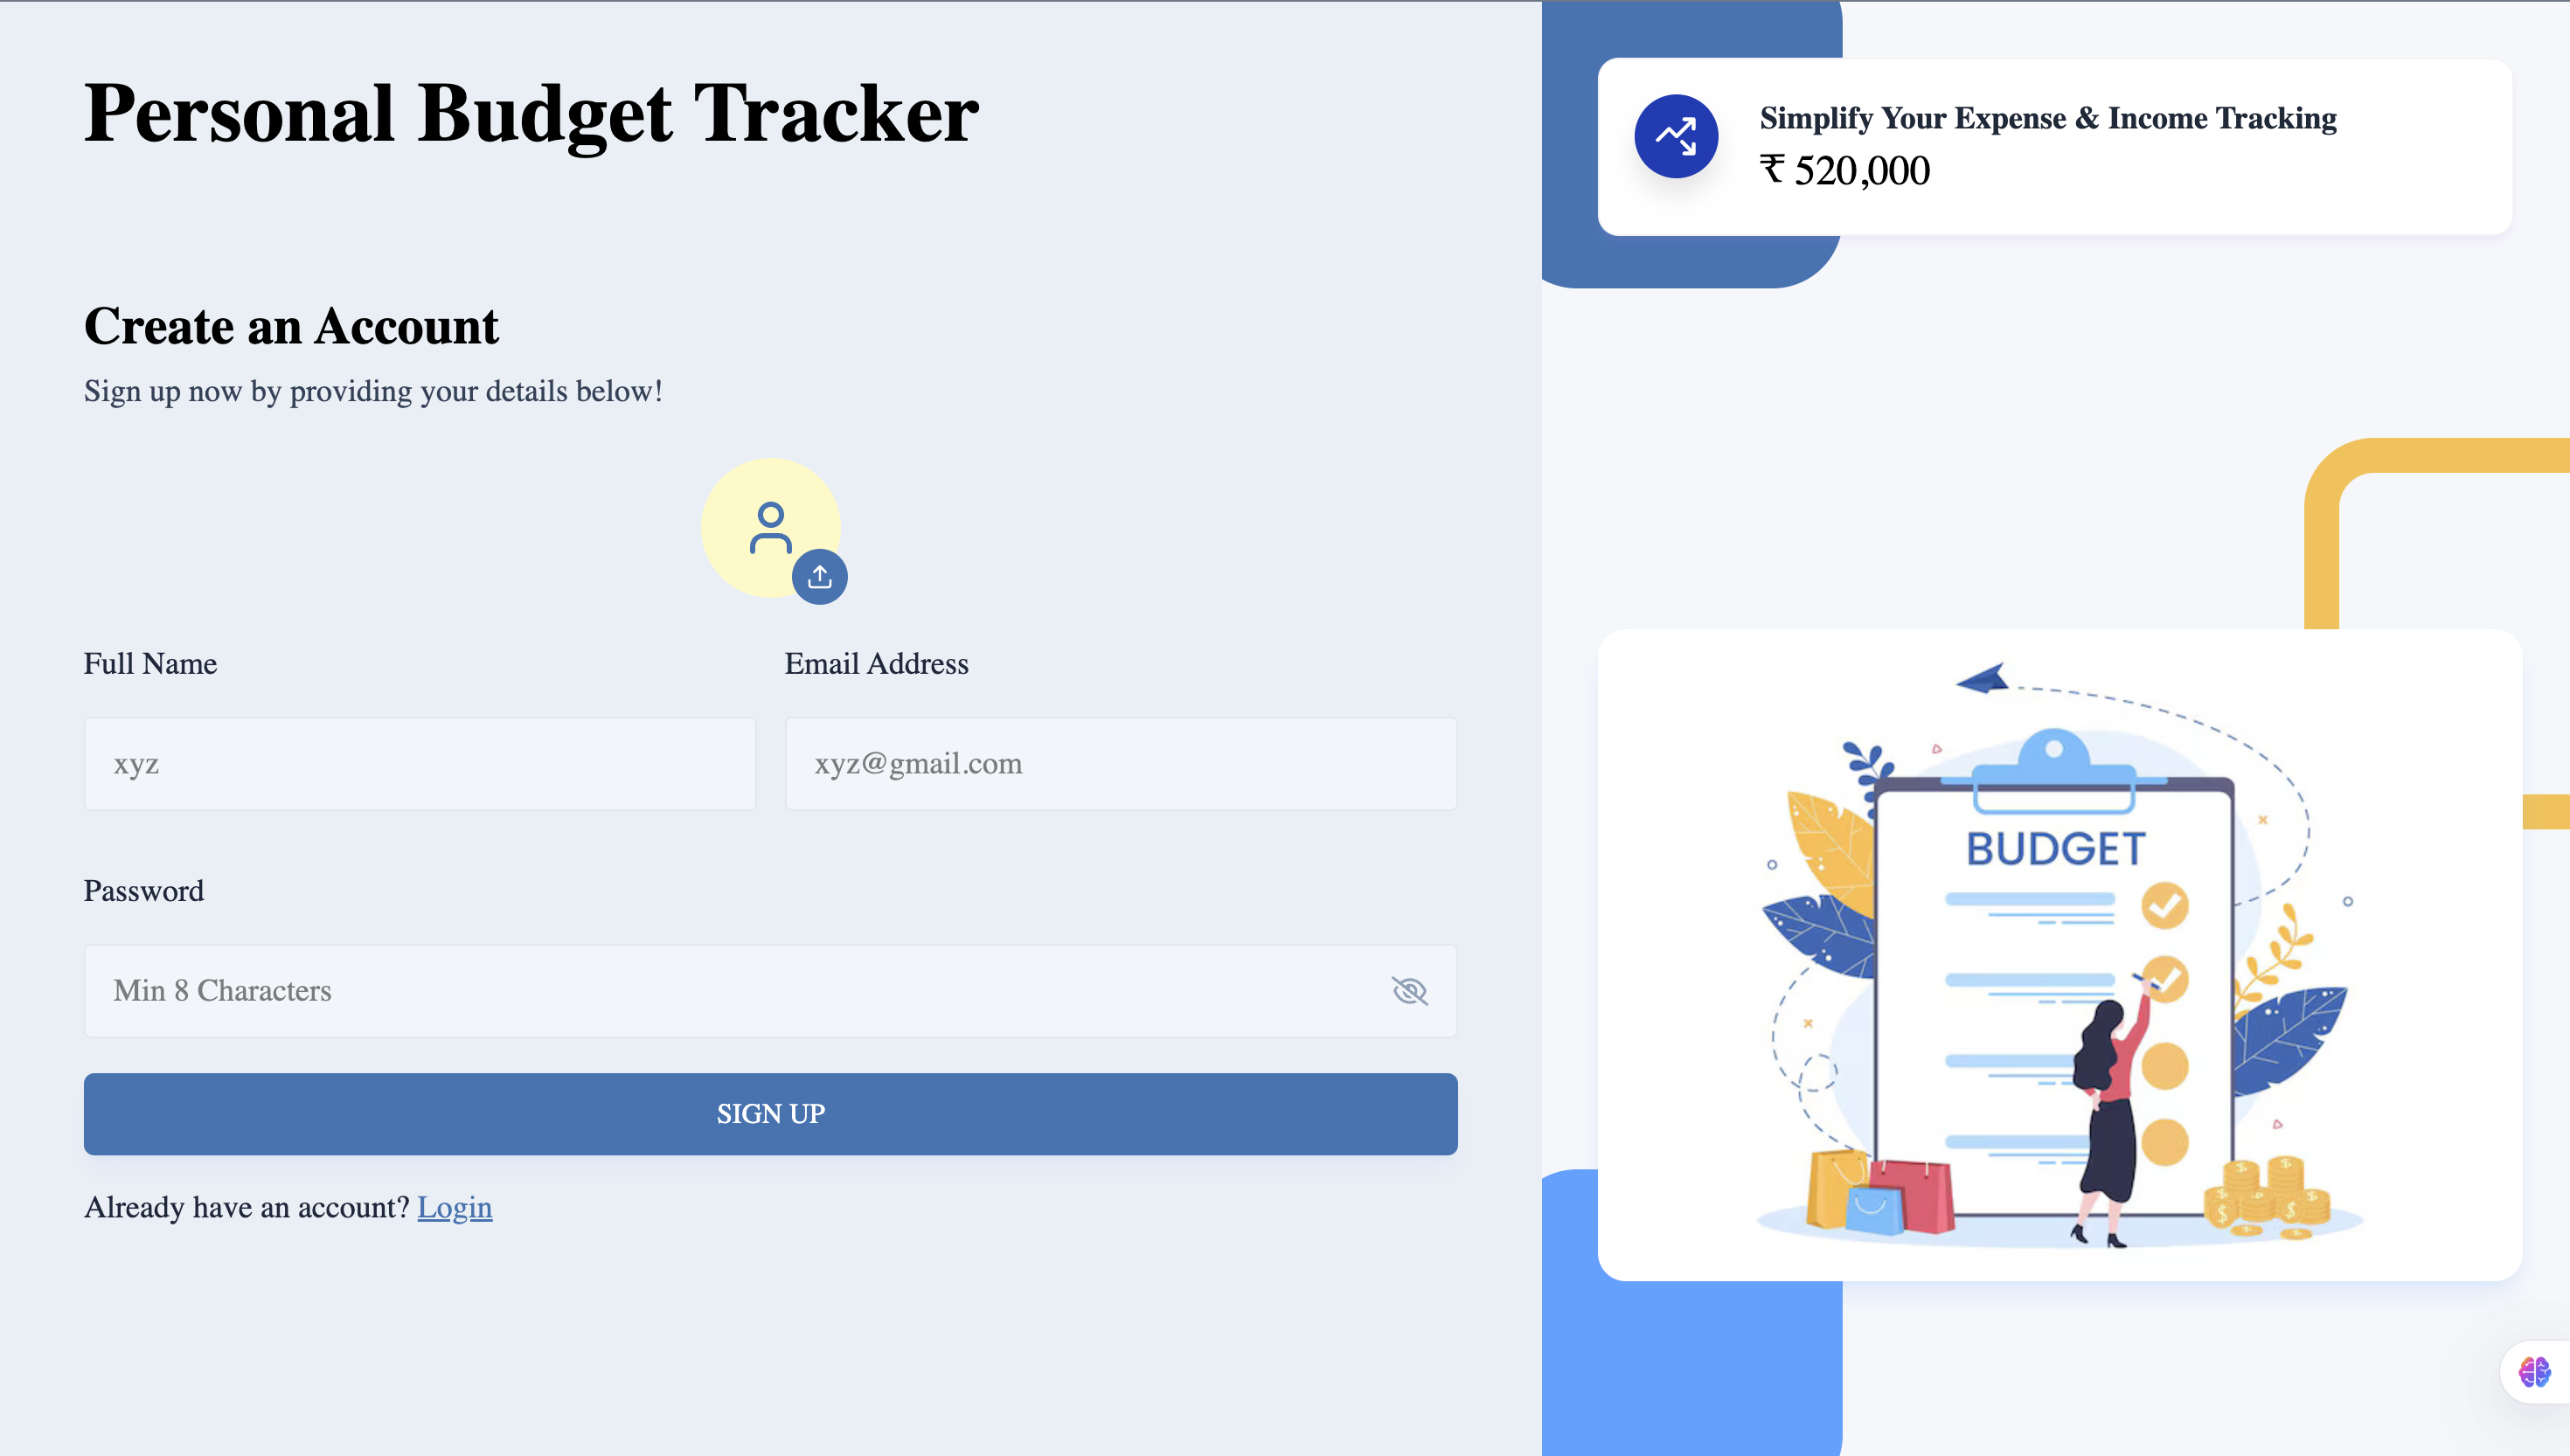 Personal Budget Tracker
Create an Account
Sign up now by providing your details below!
Full Name
Email Address
xyz
xyz@gmail.com
Password
Min 8 Characters
SIGN UP
Already have an account? Login
Simplify Your Expense & Income Tracking
₹ 520,000
BUDGET